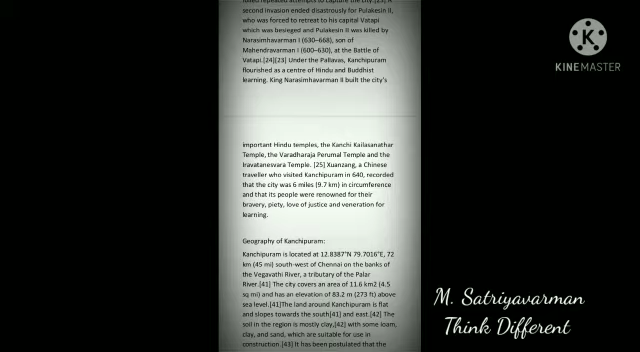 foiled repeated attempts to capture the city.[23] A
second invasion ended disastrously for Pulakesin II,
who was forced to retreat to his capital Vatapi
which was besieged and Pulakesin II was killed by
Narasimhavarman I (630–668), son of
Mahendravarman I (600–630), at the Battle of
Vatapi.[24][23] Under the Pallavas, Kanchipuram
flourished as a centre of Hindu and Buddhist
learning. King Narasimhavarman II built the city's
important Hindu temples, the Kanchi Kailasanathar
Temple, the Varadharaja Perumal Temple and the
Iravatanesvara Temple. [25] Xuanzang, a Chinese
traveller who visited Kanchipuram in 640, recorded
that the city was 6 miles (9.7 km) in circumference
and that its people were renowned for their
bravery, piety, love of justice and veneration for
learning.
Geography of Kanchipuram:
Kanchipuram is located at 12.8387°N 79.7016°E, 72
km (45 mi) south-west of Chennai on the banks of
the Vegavathi River, a tributary of the Palar
River.[41] The city covers an area of 11.6 km2 (4.5
sq mi) and has an elevation of 83.2 m (273 ft) above
sea level.[41]The land around Kanchipuram is flat
and slopes towards the south[41] and east.[42] The
soil in the region is mostly clay,[42] with some loam,
clay, and sand, which are suitable for use in
construction.[43] It has been postulated that the
K
KINEMASTER
M. Satriyavarman
Think Different